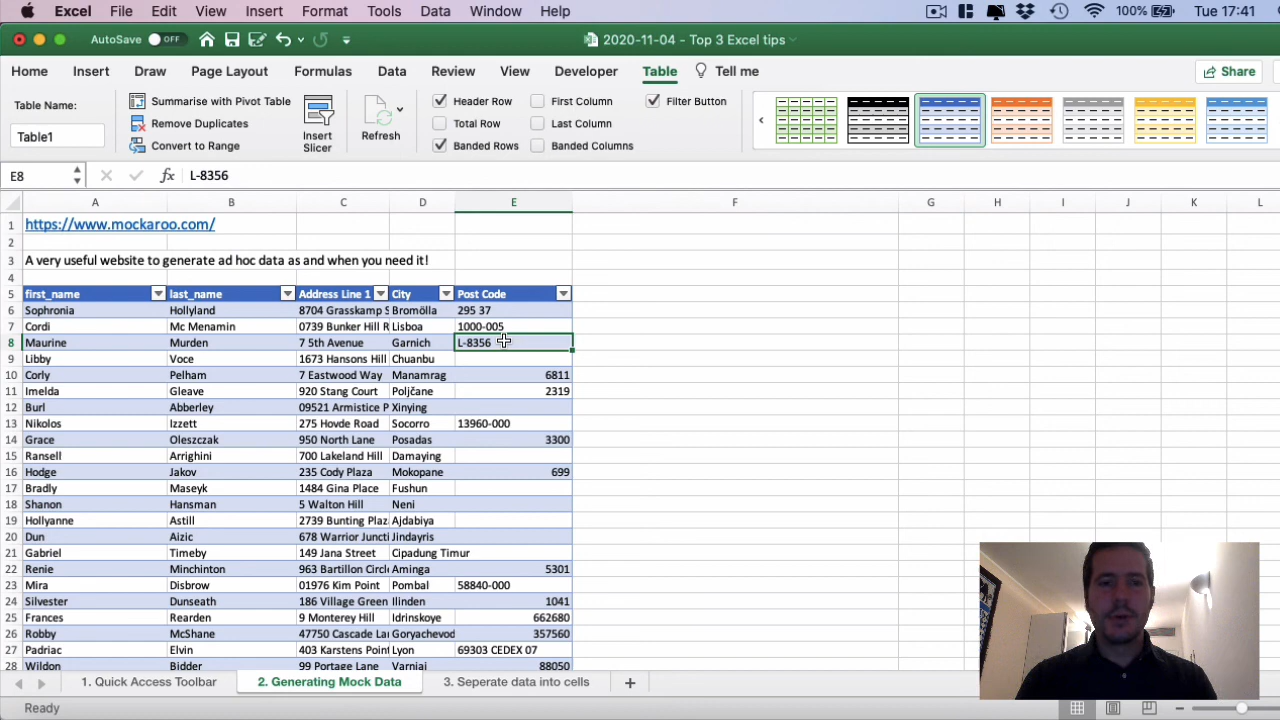 Excel File Edit View Insert Format Tools Data Window Help 100% Tue 17:41
AutoSave OFF 2020-11-04 - Top 3 Excel tips
Home Insert Draw Page Layout Formulas Data Review View Developer Table Tell me Share
Table Name: Summarise with Pivot Table Header Row First Column Filter Button
Table1 Remove Duplicates Insert Slicer Refresh Total Row Last Column
Convert to Range Banded Rows Banded Columns
E8 fx L-8356
A B C D E F G H I J K L
1 https://www.mockaroo.com/
2
3 A very useful website to generate ad hoc data as and when you need it!
4
5 first_name last_name Address Line 1 City Post Code
6 Sophronia Hollyland 8704 Grasskamp S Bromölla 295 37
7 Cordi Mc Menamin 0739 Bunker Hill R Lisboa 1000-005
8 Maurine Murden 7 5th Avenue Garnich L-8356
9 Libby Voce 1673 Hansons Hill Chuanbu
10 Corly Pelham 7 Eastwood Way Manamrag 6811
11 Imelda Gleave 920 Stang Court Poljčane 2319
12 Burl Abberley 09521 Armistice P Xinying
13 Nikolos Izzett 275 Hovde Road Socorro 13960-000
14 Grace Oleszczak 950 North Lane Posadas 3300
15 Ransell Arrighini 700 Lakeland Hill Damaying
16 Hodge Jakov 235 Cody Plaza Mokopane 699
17 Bradly Maseyk 1484 Gina Place Fushun
18 Shanon Hansman 5 Walton Hill Neni
19 Hollyanne Astill 2739 Bunting Plaz Ajdabiya
20 Dun Aizic 678 Warrior Juncti Jindayris
21 Gabriel Timeby 149 Jana Street Cipadung Timur
22 Renie Minchinton 963 Bartillon Circl Aminga 5301
23 Mira Disbrow 01976 Kim Point Pombal 58840-000
24 Silvester Dunseath 186 Village Green Ilinden 1041
25 Frances Rearden 9 Monterey Hill Idrinskoye 662680
26 Robby McShane 47750 Cascade La Goryachevod 357560
27 Padriac Elvin 403 Karstens Point Lyon 69303 CEDEX 07
28 Wildon Bidder 99 Portage Lane Varniai 88050
1. Quick Access Toolbar 2. Generating Mock Data 3. Seperate data into cells
Ready